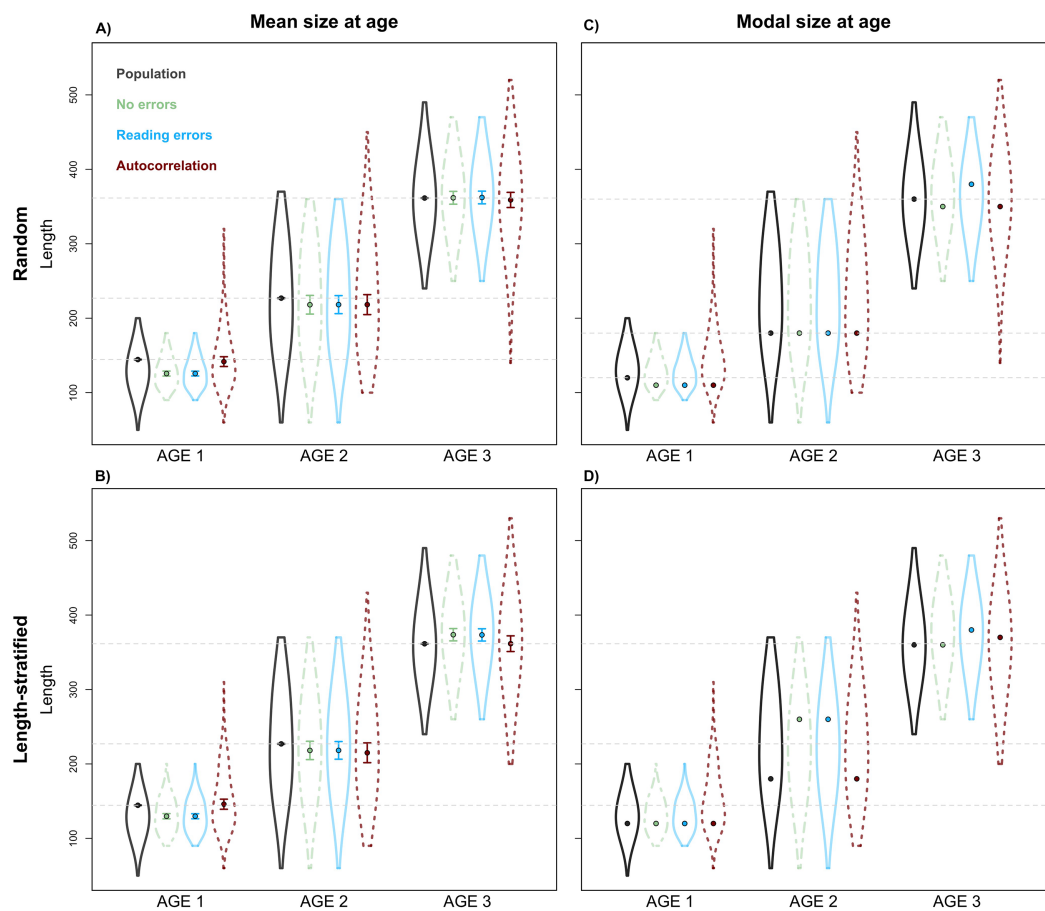 Mean size at age
Modal size at age
A)
C)
Population
No errors
Reading errors
Autocorrelation
Random
Length
500
400
300
200
100
AGE 1
AGE 2
AGE 3
AGE 1
AGE 2
AGE 3
B)
D)
Length-stratified
Length
500
400
300
200
100
AGE 1
AGE 2
AGE 3
AGE 1
AGE 2
AGE 3